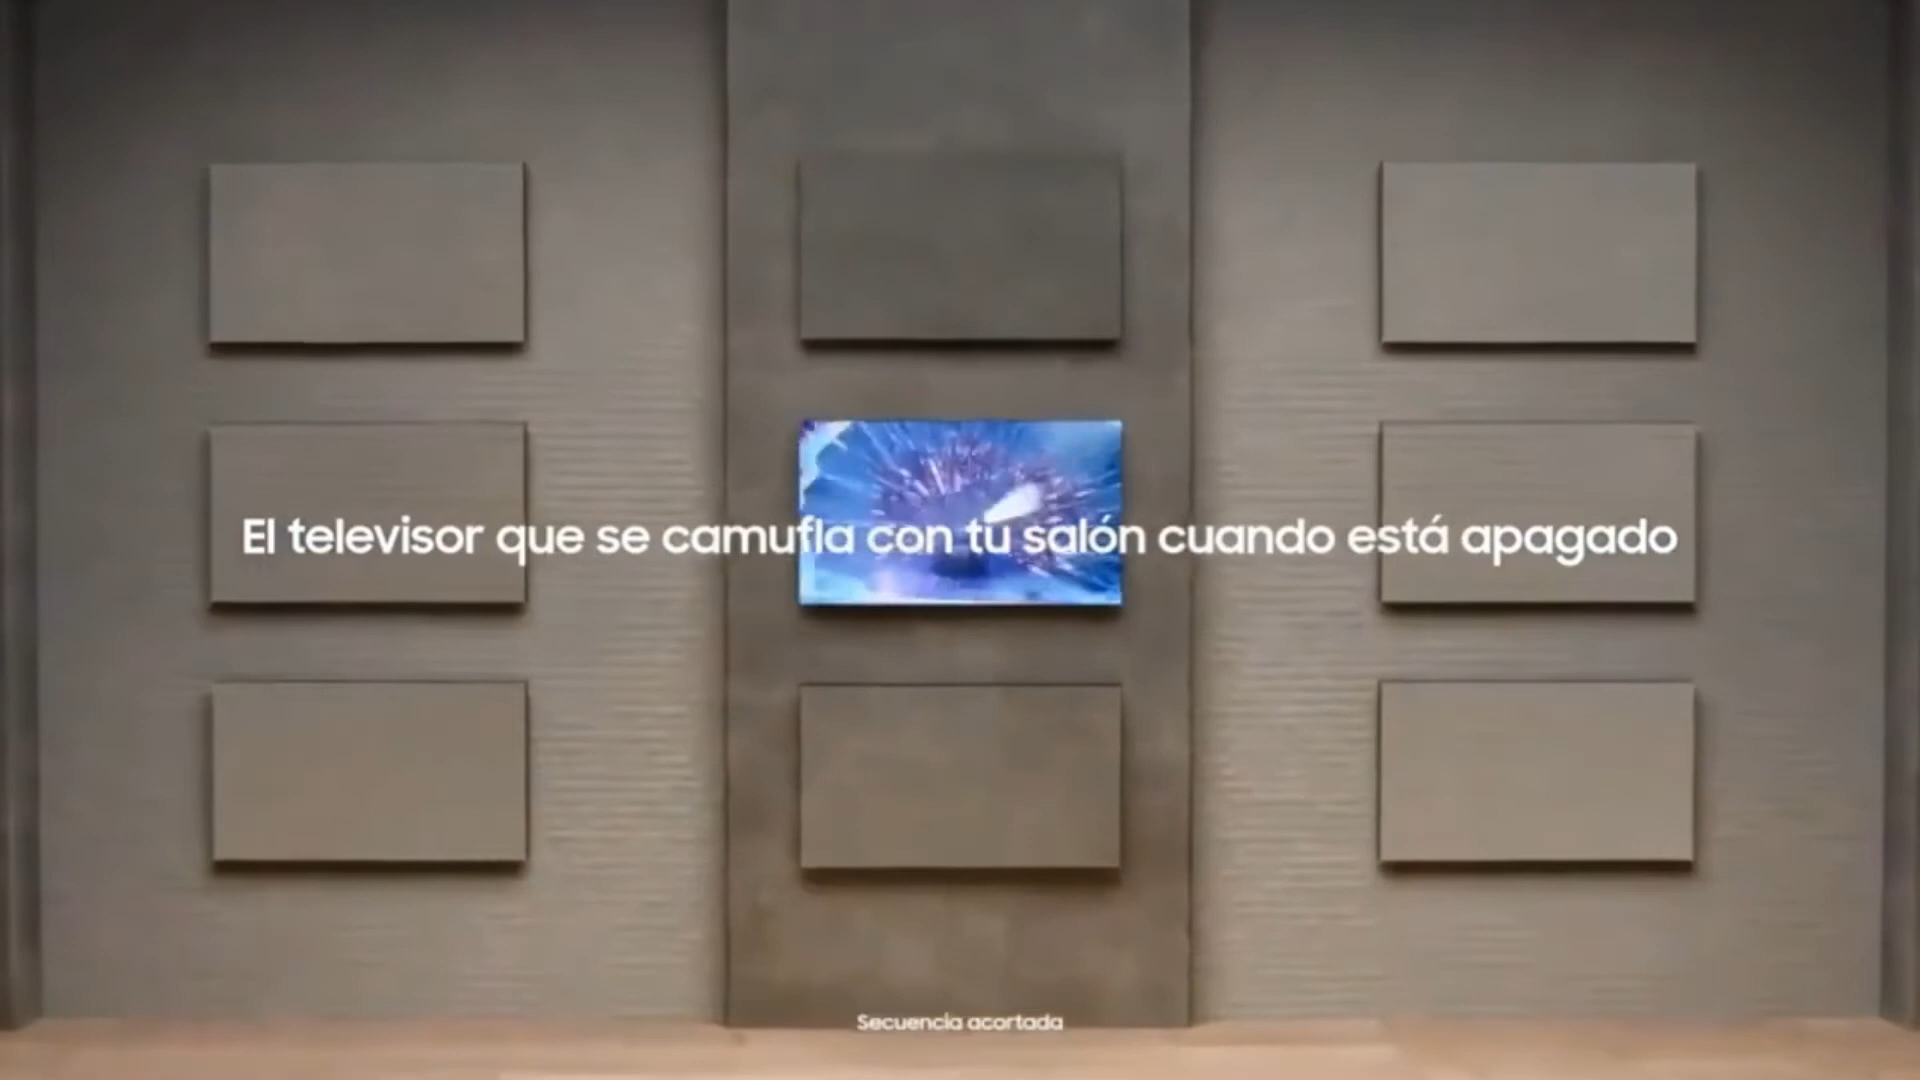 El televisor que se camufla con tu salón cuando está apagado
Secuencia acortada